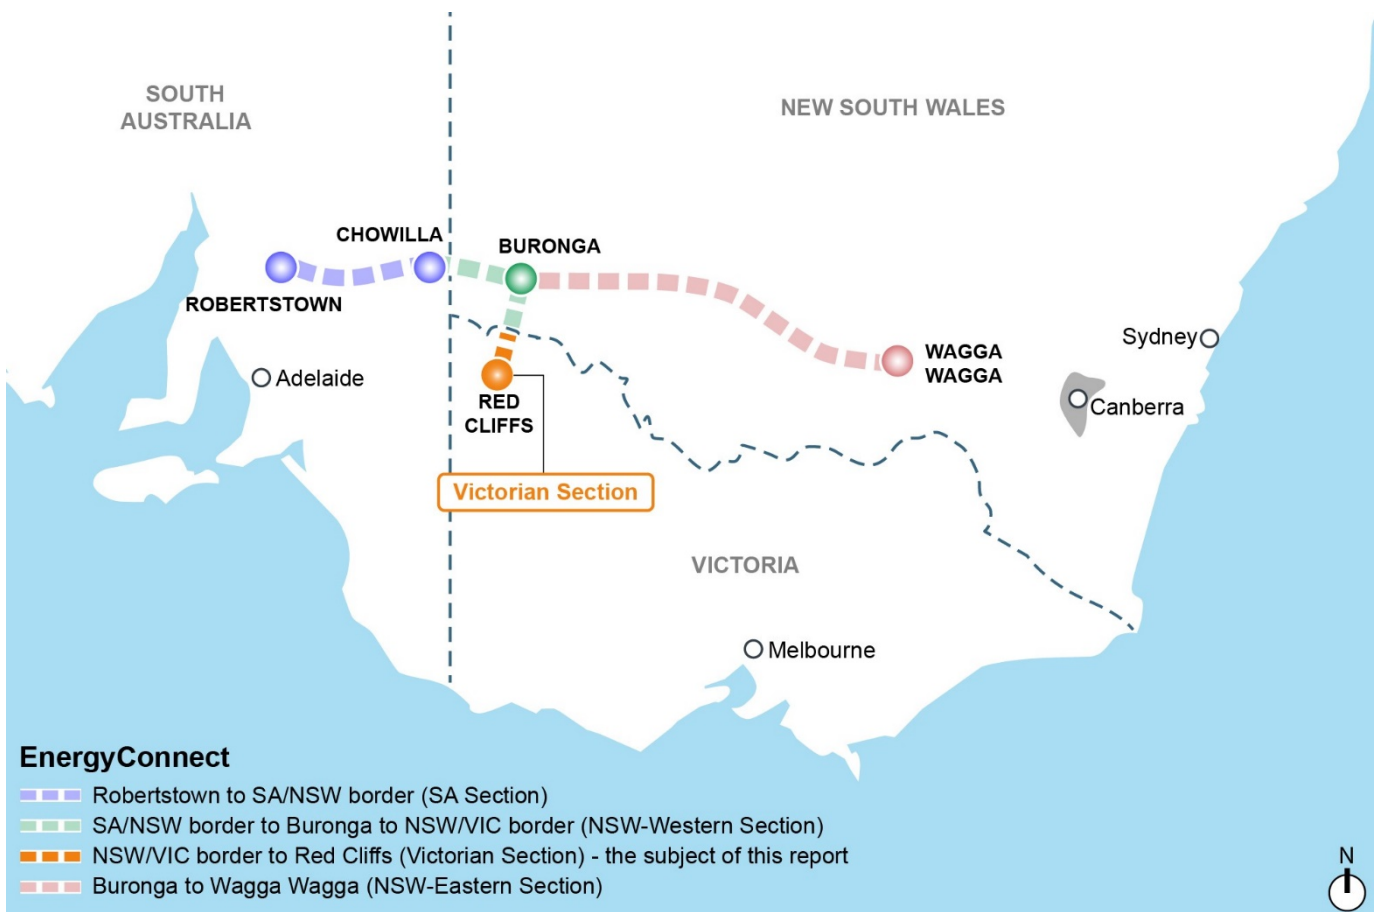 SOUTH
AUSTRALIA
NEW SOUTH WALES
CHOWILLA
BURONGA
ROBERTSTOWN
Sydney
WAGGA
WAGGA
Adelaide
RED
CLIFFS
Canberra
Victorian Section
VICTORIA
Melbourne
EnergyConnect
Robertstown to SA/NSW border (SA Section)
SA/NSW border to Buronga to NSW/VIC border (NSW-Western Section)
NSW/VIC border to Red Cliffs (Victorian Section) - the subject of this report
Buronga to Wagga Wagga (NSW-Eastern Section)
N